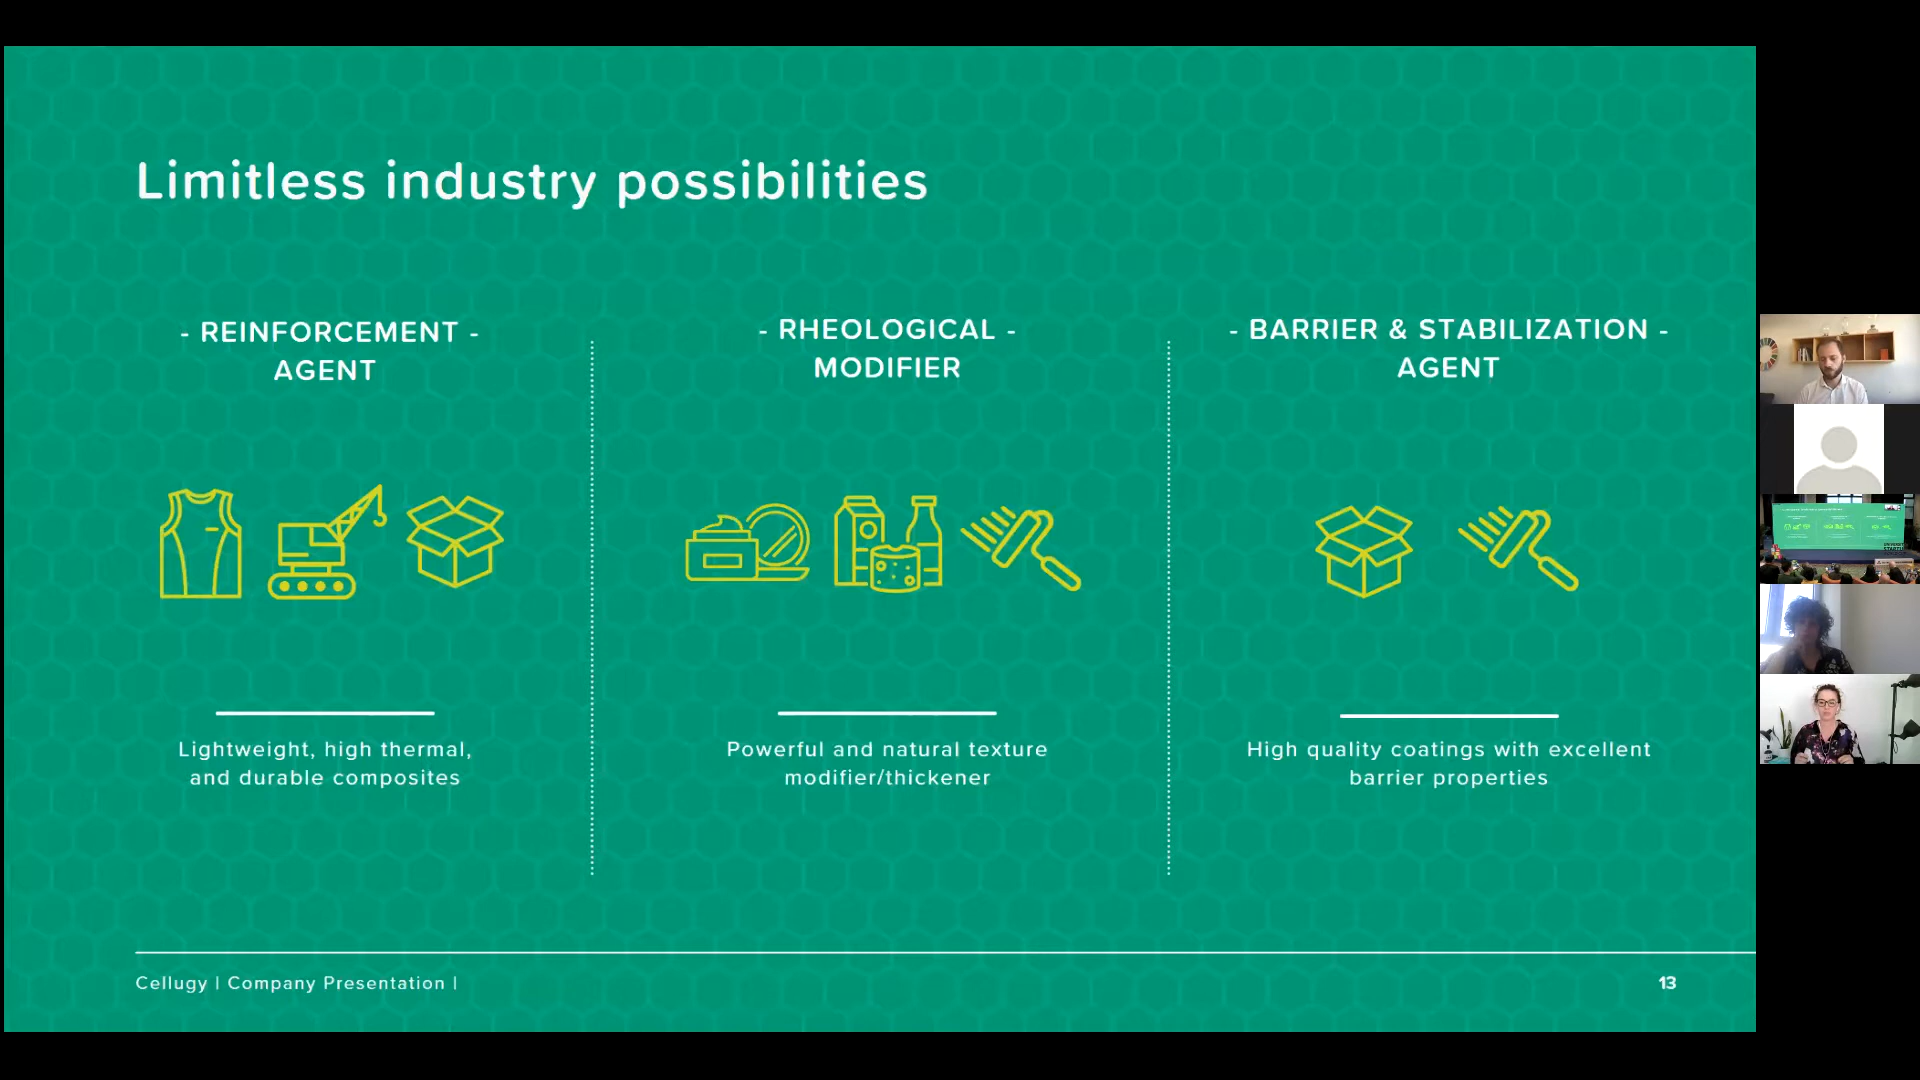 Limitless industry possibilities
- REINFORCEMENT -
AGENT
- RHEOLOGICAL -
MODIFIER
- BARRIER & STABILIZATION -
AGENT
Lightweight, high thermal,
and durable composites
Powerful and natural texture
modifier/thickener
High quality coatings with excellent
barrier properties
Cellugy | Company Presentation |
13